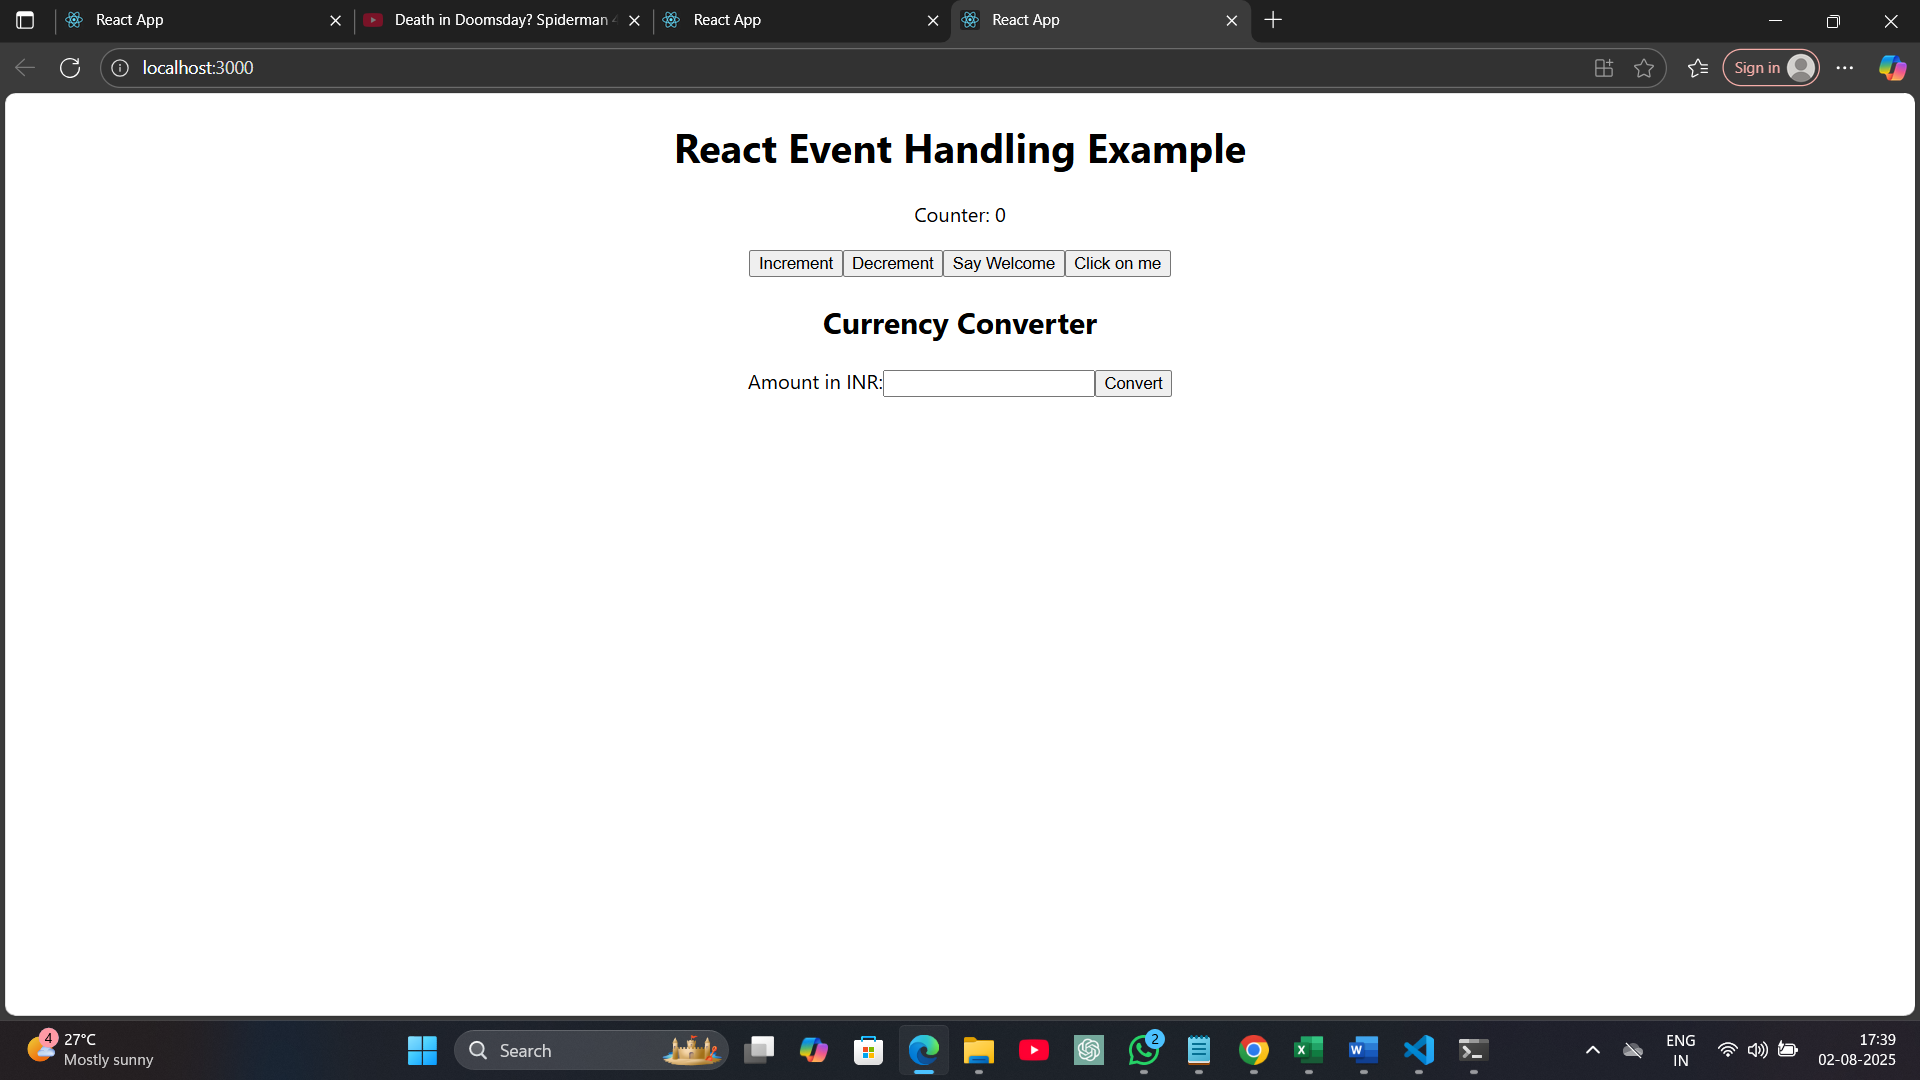 React App
Death in Doomsday? Spiderman
React App
React App
localhost:3000
Sign in
React Event Handling Example
Counter: 0
Increment Decrement Say Welcome Click on me
Currency Converter
Amount in INR: Convert
4
27°C
Mostly sunny
Search
2
ENG
IN
17:39
02-08-2025